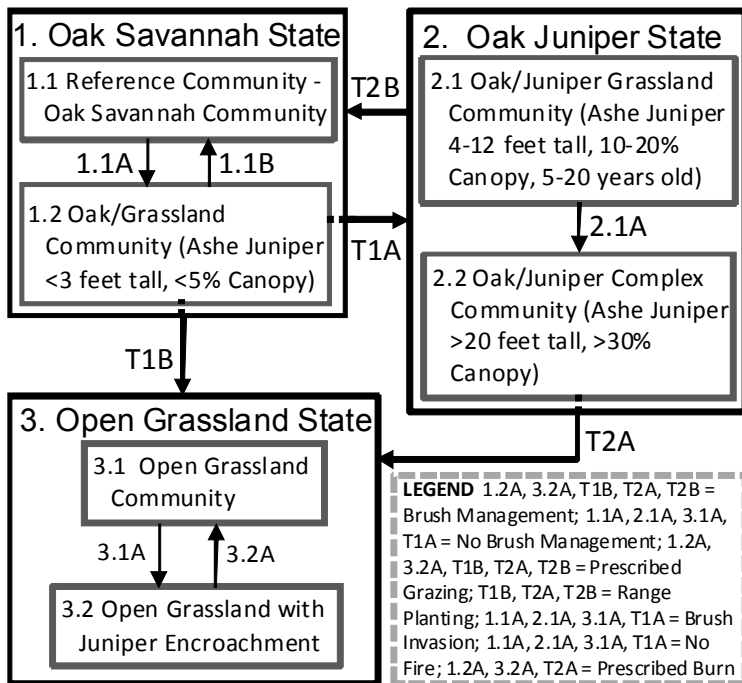 1. Oak Savannah State
1.1 Reference Community -
Oak Savannah Community
1.1A
1.1B
1.2 Oak/Grassland
Community (Ashe Juniper
<3 feet tall, <5% Canopy)
T2B
T1A
T1B
2. Oak Juniper State
2.1 Oak/Juniper Grassland
Community (Ashe Juniper
4-12 feet tall, 10-20%
Canopy, 5-20 years old)
2.1A
2.2 Oak/Juniper Complex
Community (Ashe Juniper
>20 feet tall, >30%
Canopy)
T2A
3. Open Grassland State
3.1 Open Grassland
Community
3.1A
3.2A
3.2 Open Grassland with
Juniper Encroachment
LEGEND 1.2A, 3.2A, T1B, T2A, T2B =
Brush Management; 1.1A, 2.1A, 3.1A,
T1A = No Brush Management; 1.2A,
3.2A, T1B, T2A, T2B = Prescribed
Grazing; T1B, T2A, T2B = Range
Planting; 1.1A, 2.1A, 3.1A, T1A = Brush
Invasion; 1.1A, 2.1A, 3.1A, T1A = No
Fire; 1.2A, 3.2A, T2A = Prescribed Burn